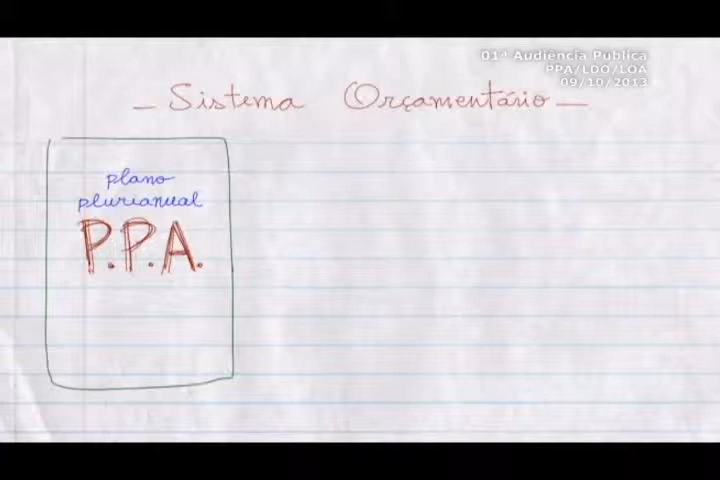 01ª Audiência Pública
PPA/LDO/LOA
09/10/2013
- Sistema Orçamentário -
plano
plurianual
P.P.A.